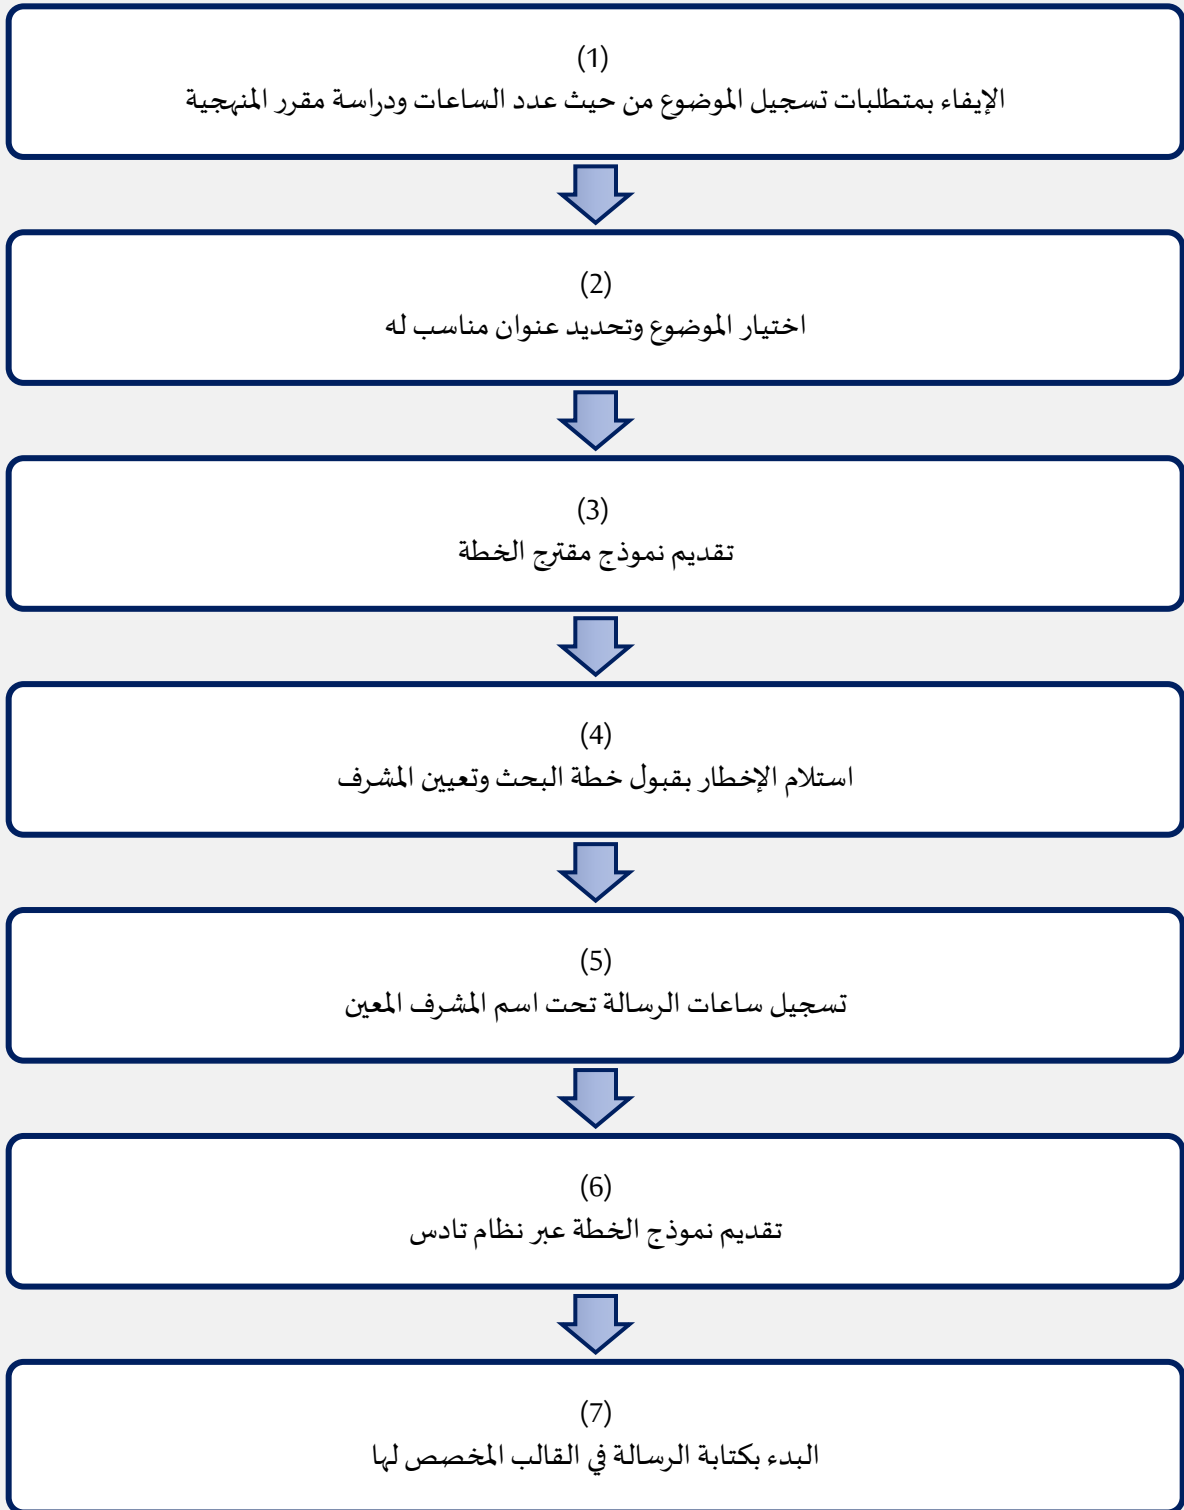 (1)
الإيفاء بمتطلبات تسجيل الموضوع من حيث عدد الساعات ودراسة مقرر المنهجية
(2)
اختيار الموضوع وتحديد عنوان مناسب له
(3)
تقديم نموذج مقترح الخطة
(4)
استلام الإخطار بقبول خطة البحث وتعيين المشرف
(5)
تسجيل ساعات الرسالة تحت اسم المشرف المعين
(6)
تقديم نموذج الخطة عبر نظام تادس
(7)
البدء بكتابة الرسالة في القالب المخصص لها